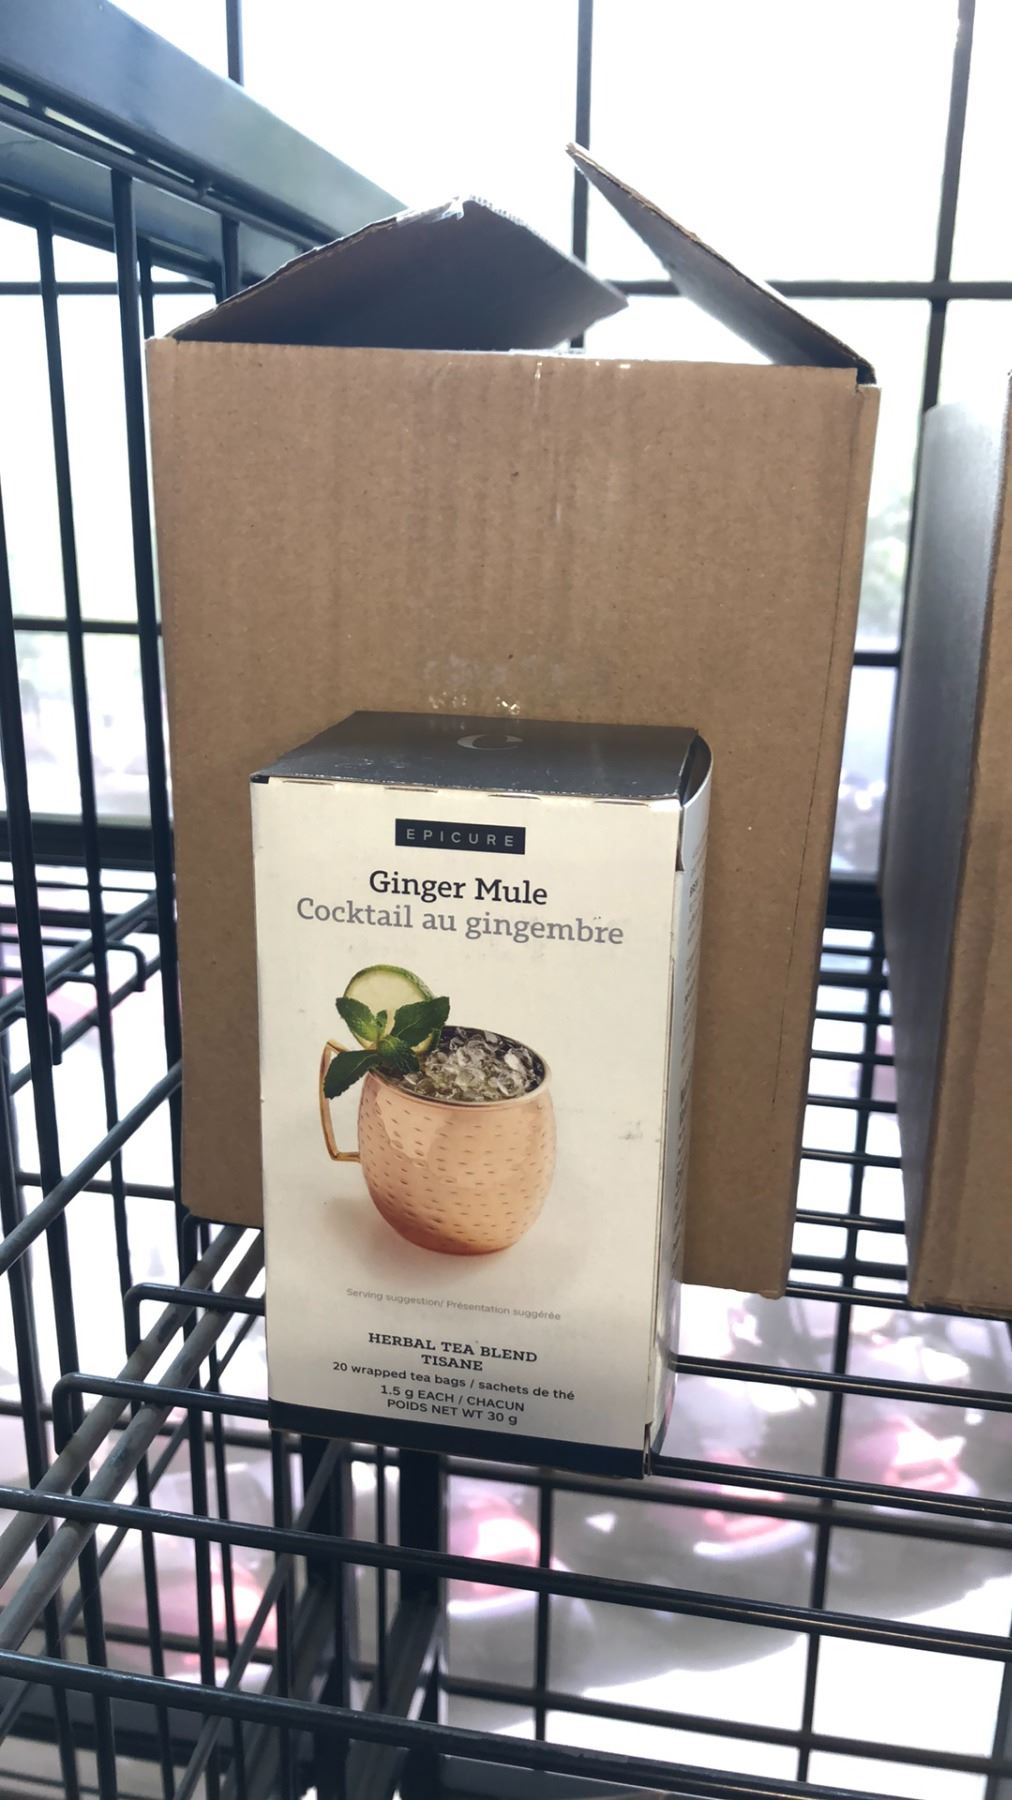 EPICURE
Ginger Mule
Cocktail au gingembre
Serving suggestion/ Présentation suggérée
HERBAL TEA BLEND
TISANE
20 wrapped tea bags / sachets de thé
1.5 g EACH / CHACUN
POIDS NET WT 30 g